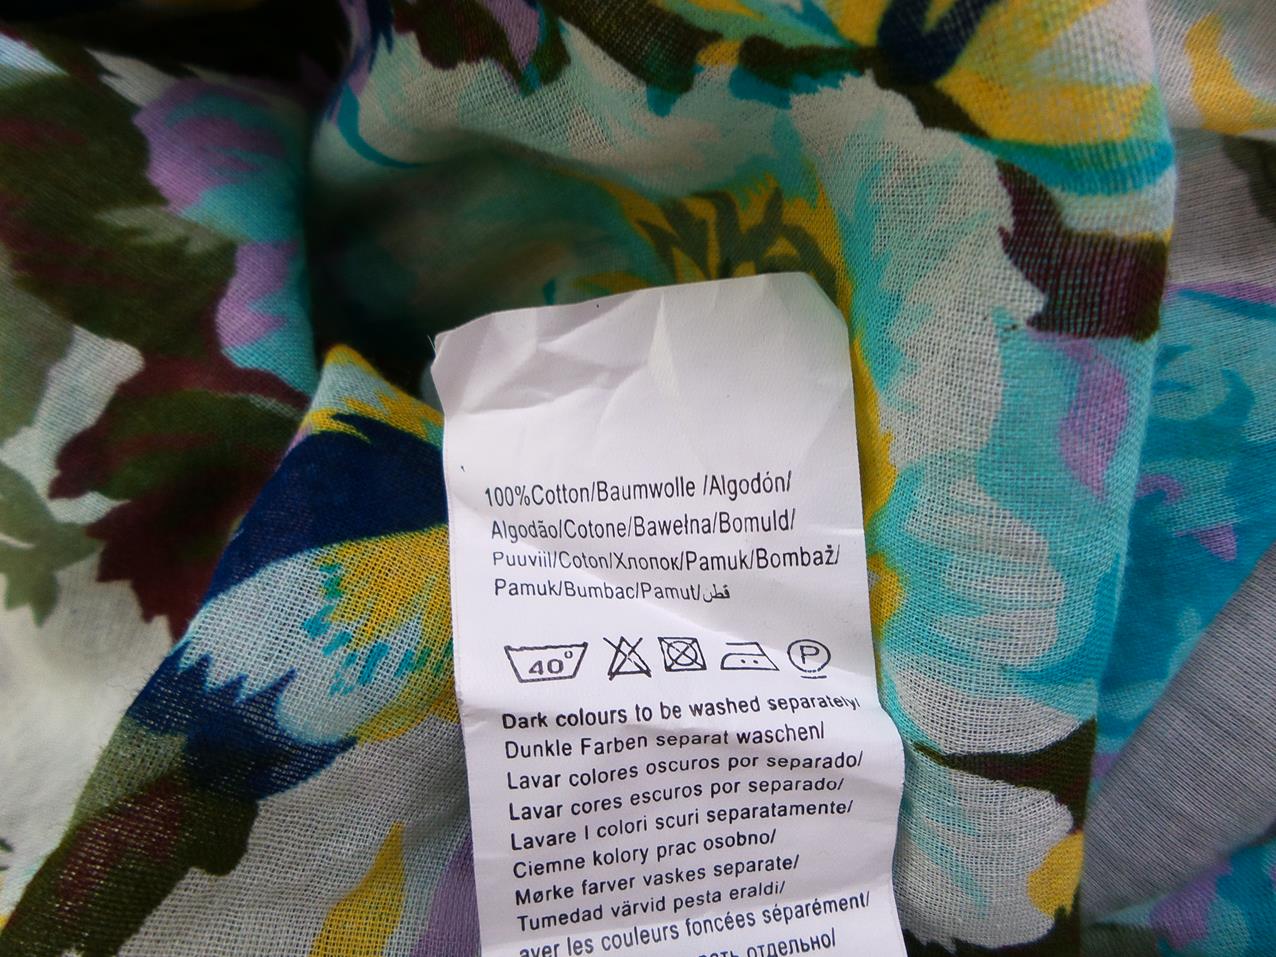 100%Cotton/Baumwolle /Algodón/
Algodão/Cotone/Bawełna/Bomuld/
Puuviill/Coton/Хлопок/Pamuk/Bombaž/
Pamuk/Bumbac/Pamut/قطن
40° P
Dark colours to be washed separately/
Dunkle Farben separat waschen/
Lavar colores oscuros por separado/
Lavar cores escuros por separado/
Lavare I colori scuri separatamente/
Ciemne kolory prac osobno/
Mørke farver vaskes separate/
Tumedad värvid pesta eraldi/
aver les couleurs foncées séparément/
отдельно/